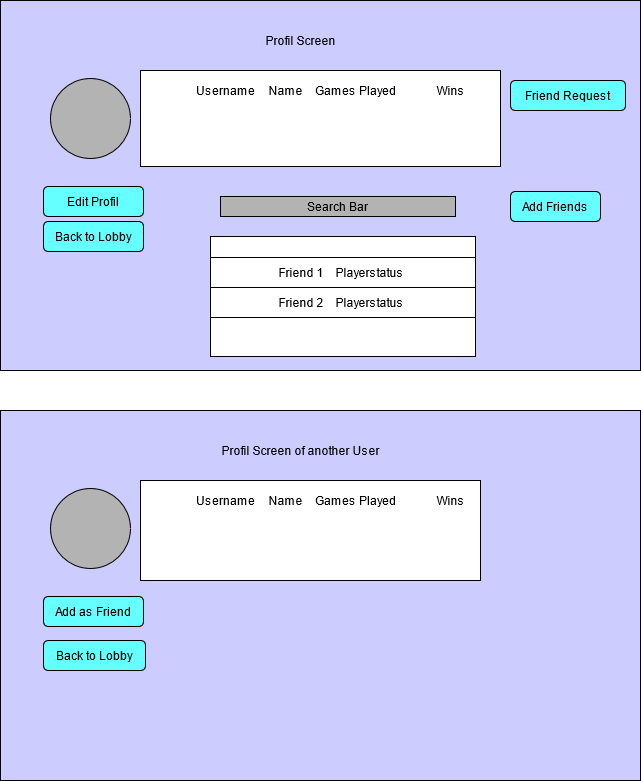 Profil Screen
Username Name Games Played Wins
Friend Request
Edit Profil
Search Bar
Add Friends
Back to Lobby
Friend 1 Playerstatus
Friend 2 Playerstatus
Profil Screen of another User
Username Name Games Played Wins
Add as Friend
Back to Lobby